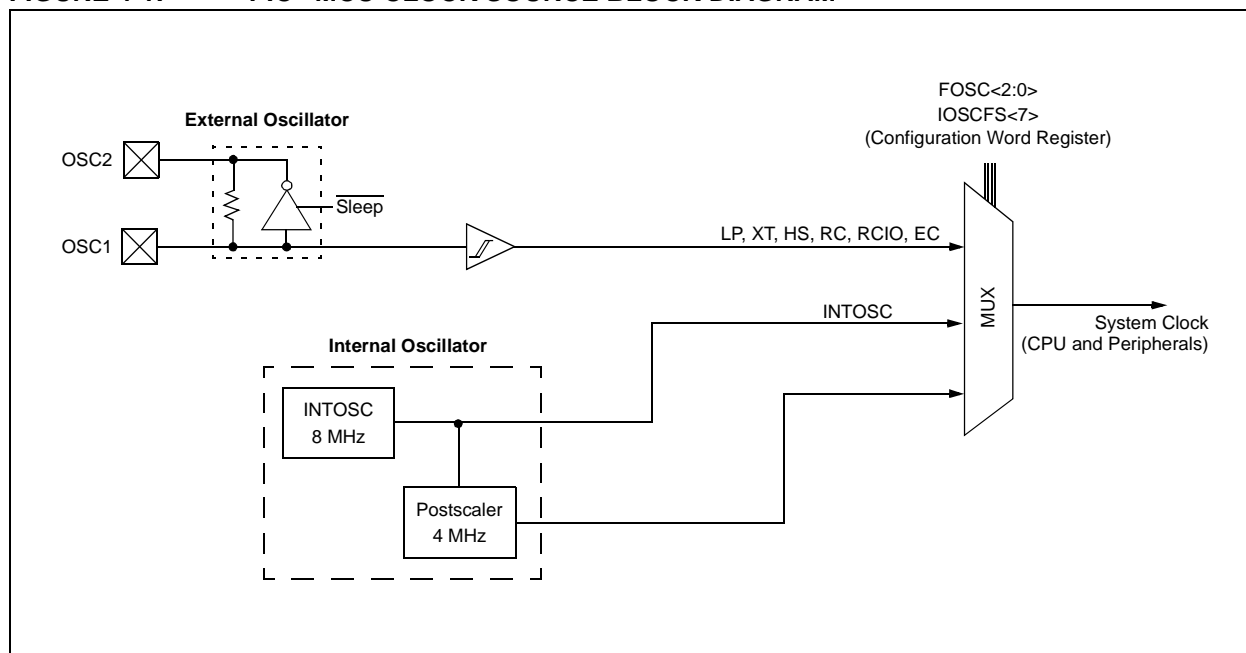 FOSC<2:0>
IOSCFS<7>
(Configuration Word Register)
External Oscillator
OSC2
Sleep
OSC1
LP, XT, HS, RC, RCIO, EC
MUX
INTOSC
System Clock
(CPU and Peripherals)
Internal Oscillator
INTOSC
8 MHz
Postscaler
4 MHz